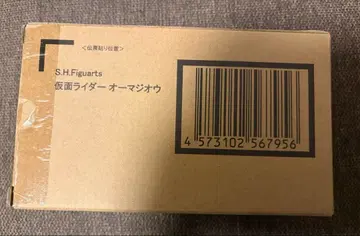 <伝票貼り位置>
S.H.Figuarts
仮面ライダー オーマジオウ
4 573102 567956